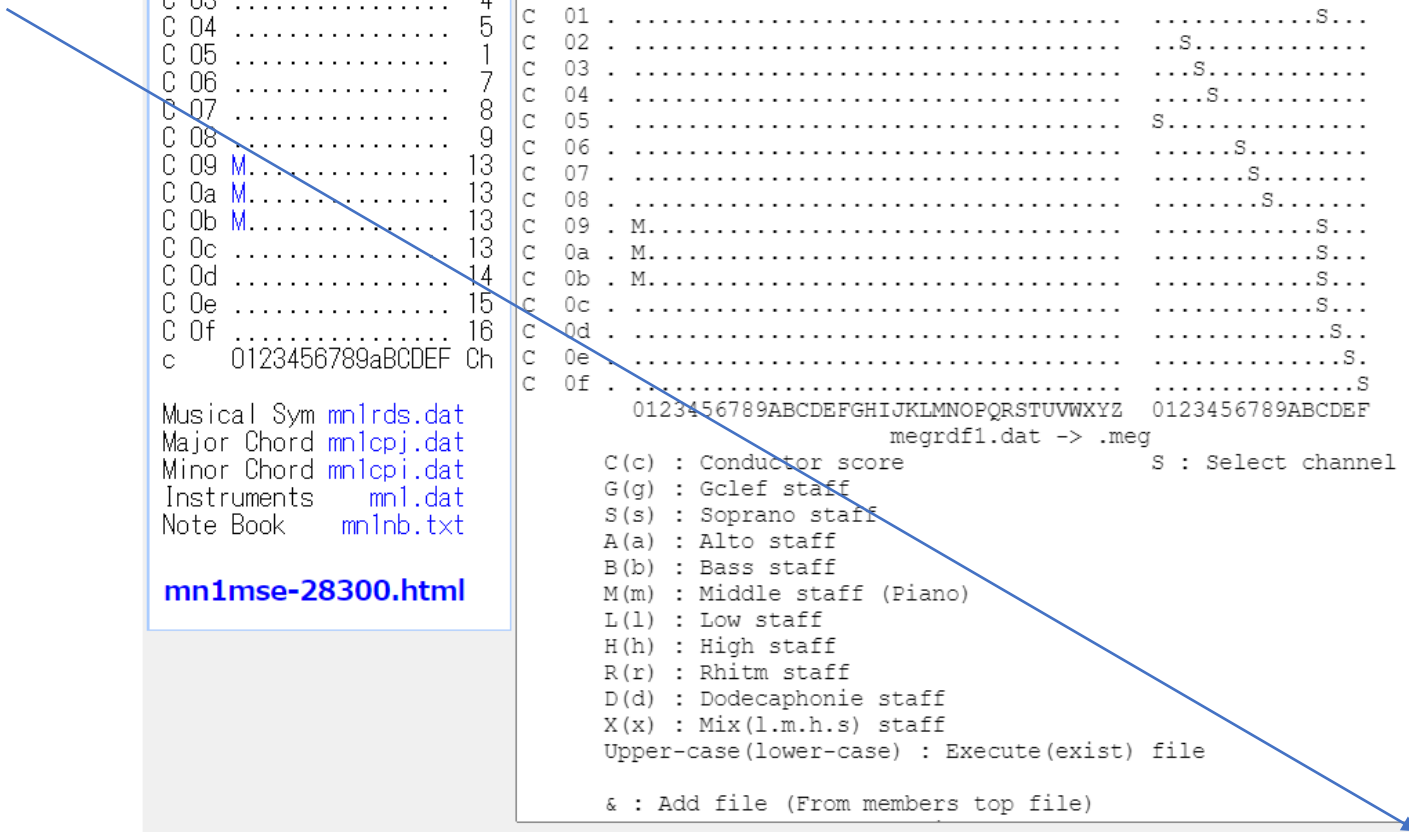 C 03 ................ 4
C 04 ................ 5
C 05 ................ 1
C 06 ................ 7
C 07 ................ 8
C 08 ................ 9
C 09 M............... 13
C 0a M............... 13
C 0b M............... 13
C 0c ................ 13
C 0d ................ 14
C 0e ................ 15
C 0f ................ 16
c 0123456789aBCDEF Ch
Musical Sym mn1rds.dat
Major Chord mn1cpj.dat
Minor Chord mn1cpi.dat
Instruments mn1.dat
Note Book mn1nb.txt
mn1mse-28300.html
C 01 . .................................... ............S...
C 02 . .................................... ..S.............
C 03 . .................................... ...S............
C 04 . .................................... ....S...........
C 05 . .................................... S...............
C 06 . .................................... ......S.........
C 07 . .................................... .......S........
C 08 . .................................... ........S.......
C 09 . M................................... ............S...
C 0a . M................................... ............S...
C 0b . M................................... ............S...
C 0c . .................................... ............S...
C 0d . .................................... .............S..
C 0e . .................................... ..............S.
C 0f . .................................... ...............S
0123456789ABCDEFGHIJKLMNOPQRSTUVWXYZ 0123456789ABCDEF
megrdf1.dat -> .meg
C(c) : Conductor score S : Select channel
G(g) : Gclef staff
S(s) : Soprano staff
A(a) : Alto staff
B(b) : Bass staff
M(m) : Middle staff (Piano)
L(l) : Low staff
H(h) : High staff
R(r) : Rhitm staff
D(d) : Dodecaphonie staff
X(x) : Mix(l.m.h.s) staff
Upper-case(lower-case) : Execute(exist) file
& : Add file (From members top file)